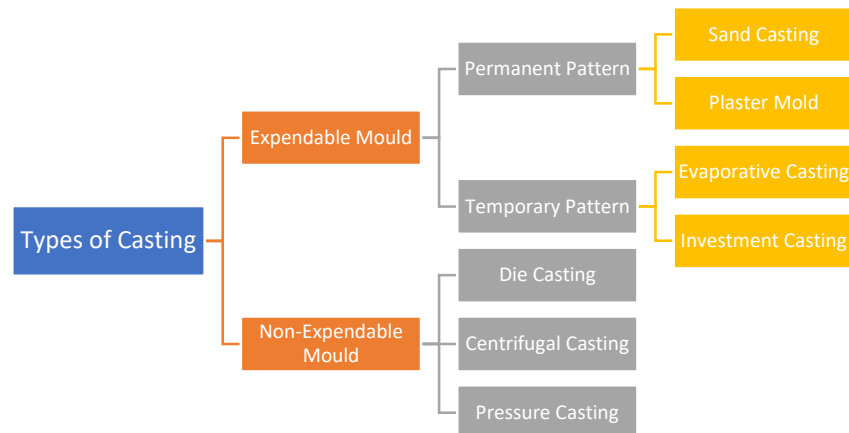 Types of Casting
Expendable Mould
Permanent Pattern
Sand Casting
Plaster Mold
Temporary Pattern
Evaporative Casting
Investment Casting
Non-Expendable
Mould
Die Casting
Centrifugal Casting
Pressure Casting